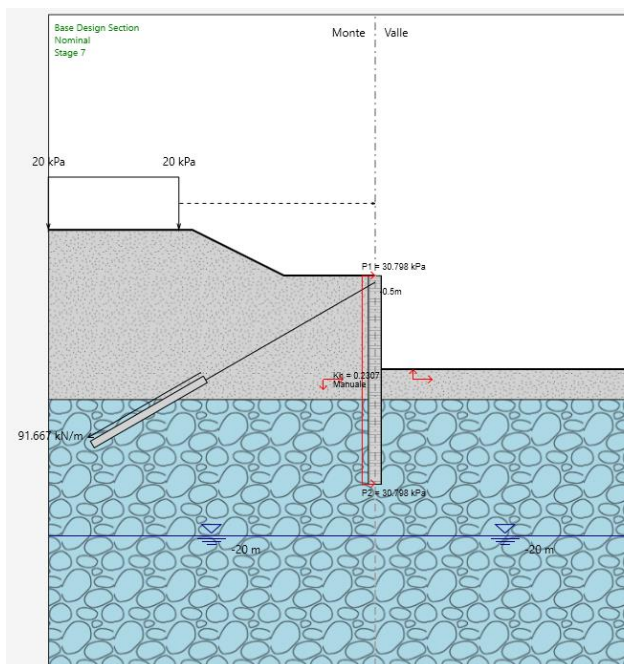 Base Design Section
Nominal
Stage 7
Monte
Valle
20 kPa
20 kPa
P1 = 30.798 kPa
-0.5m
= 0.2307
Manuale
91.667 kN/m
P2 = 30.798 kPa
-20 m
-20 m